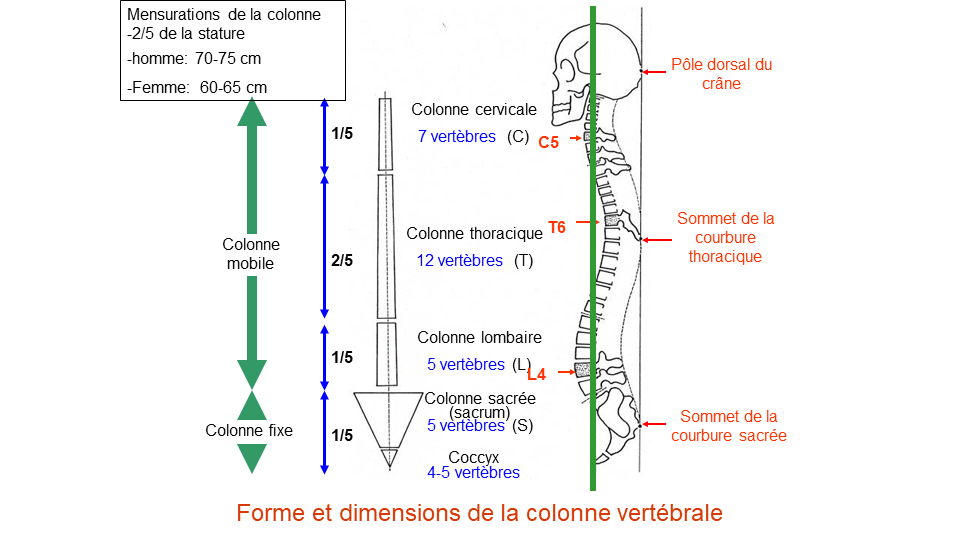 Mensurations de la colonne
-2/5 de la stature
-homme: 70-75 cm
-Femme: 60-65 cm
Colonne
mobile
Colonne fixe
1/5
2/5
1/5
1/5
Colonne cervicale
7 vertèbres (C)
Colonne thoracique
12 vertèbres (T)
Colonne lombaire
5 vertèbres (L)
Colonne sacrée
(sacrum)
5 vertèbres (S)
Coccyx
4-5 vertèbres
C5
T6
L4
Pôle dorsal du
crâne
Sommet de la
courbure
thoracique
Sommet de la
courbure sacrée
Forme et dimensions de la colonne vertébrale